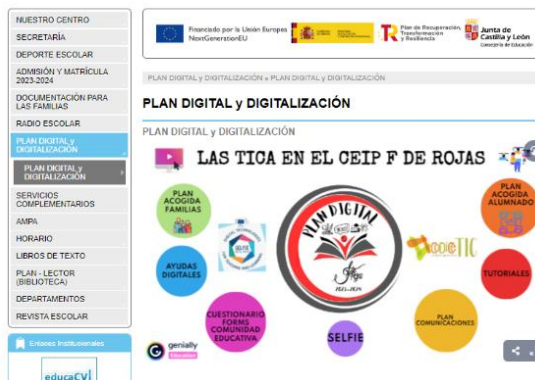 NUESTRO CENTRO
SECRETARÍA
DEPORTE ESCOLAR
ADMISIÓN Y MATRÍCULA
2023-2024
DOCUMENTACIÓN PARA
LAS FAMILIAS
RADIO ESCOLAR
PLAN DIGITAL y
DIGITALIZACIÓN
PLAN DIGITAL y
DIGITALIZACIÓN
SERVICIOS
COMPLEMENTARIOS
AMPA
HORARIO
LIBROS DE TEXTO
PLAN - LECTOR
(BIBLIOTECA)
DEPARTAMENTOS
REVISTA ESCOLAR
Enlaces Institucionales
educaCYL
Financiado por la Unión Europea
NextGenerationEU
Plan de Recuperación,
Transformación
y Resiliencia
Junta de
Castilla y León
Consejería de Educación
PLAN DIGITAL y DIGITALIZACIÓN » PLAN DIGITAL y DIGITALIZACIÓN
PLAN DIGITAL y DIGITALIZACIÓN
PLAN DIGITAL y DIGITALIZACIÓN
LAS TICA EN EL CEIP F DE ROJAS
PLAN
ACOGIDA
FAMILIAS
PLAN DIGITAL
PLAN
ACOGIDA
ALUMNADO
SELFIE
CoDiCeTIC
AYUDAS
DIGITALES
TUTORIALES
CUESTIONARIO
FORMS
COMUNIDAD
EDUCATIVA
SELFIE
PLAN
COMUNICACIONES
genially
Education